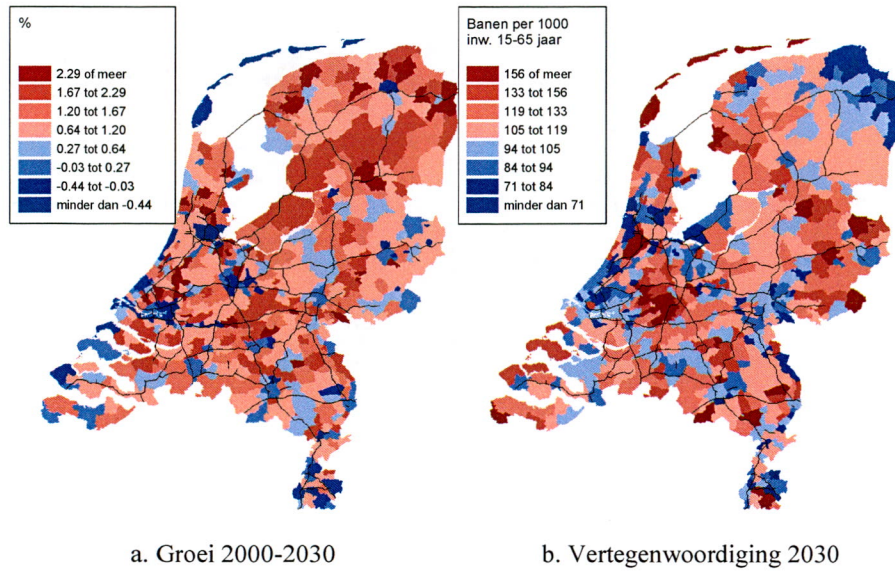 %
2.29 of meer
1.67 tot 2.29
1.20 tot 1.67
0.64 tot 1.20
0.27 tot 0.64
-0.03 tot 0.27
-0.44 tot -0.03
minder dan -0.44
Banen per 1000
inw. 15-65 jaar
156 of meer
133 tot 156
119 tot 133
105 tot 119
94 tot 105
84 tot 94
71 tot 84
minder dan 71
a. Groei 2000-2030
b. Vertegenwoordiging 2030